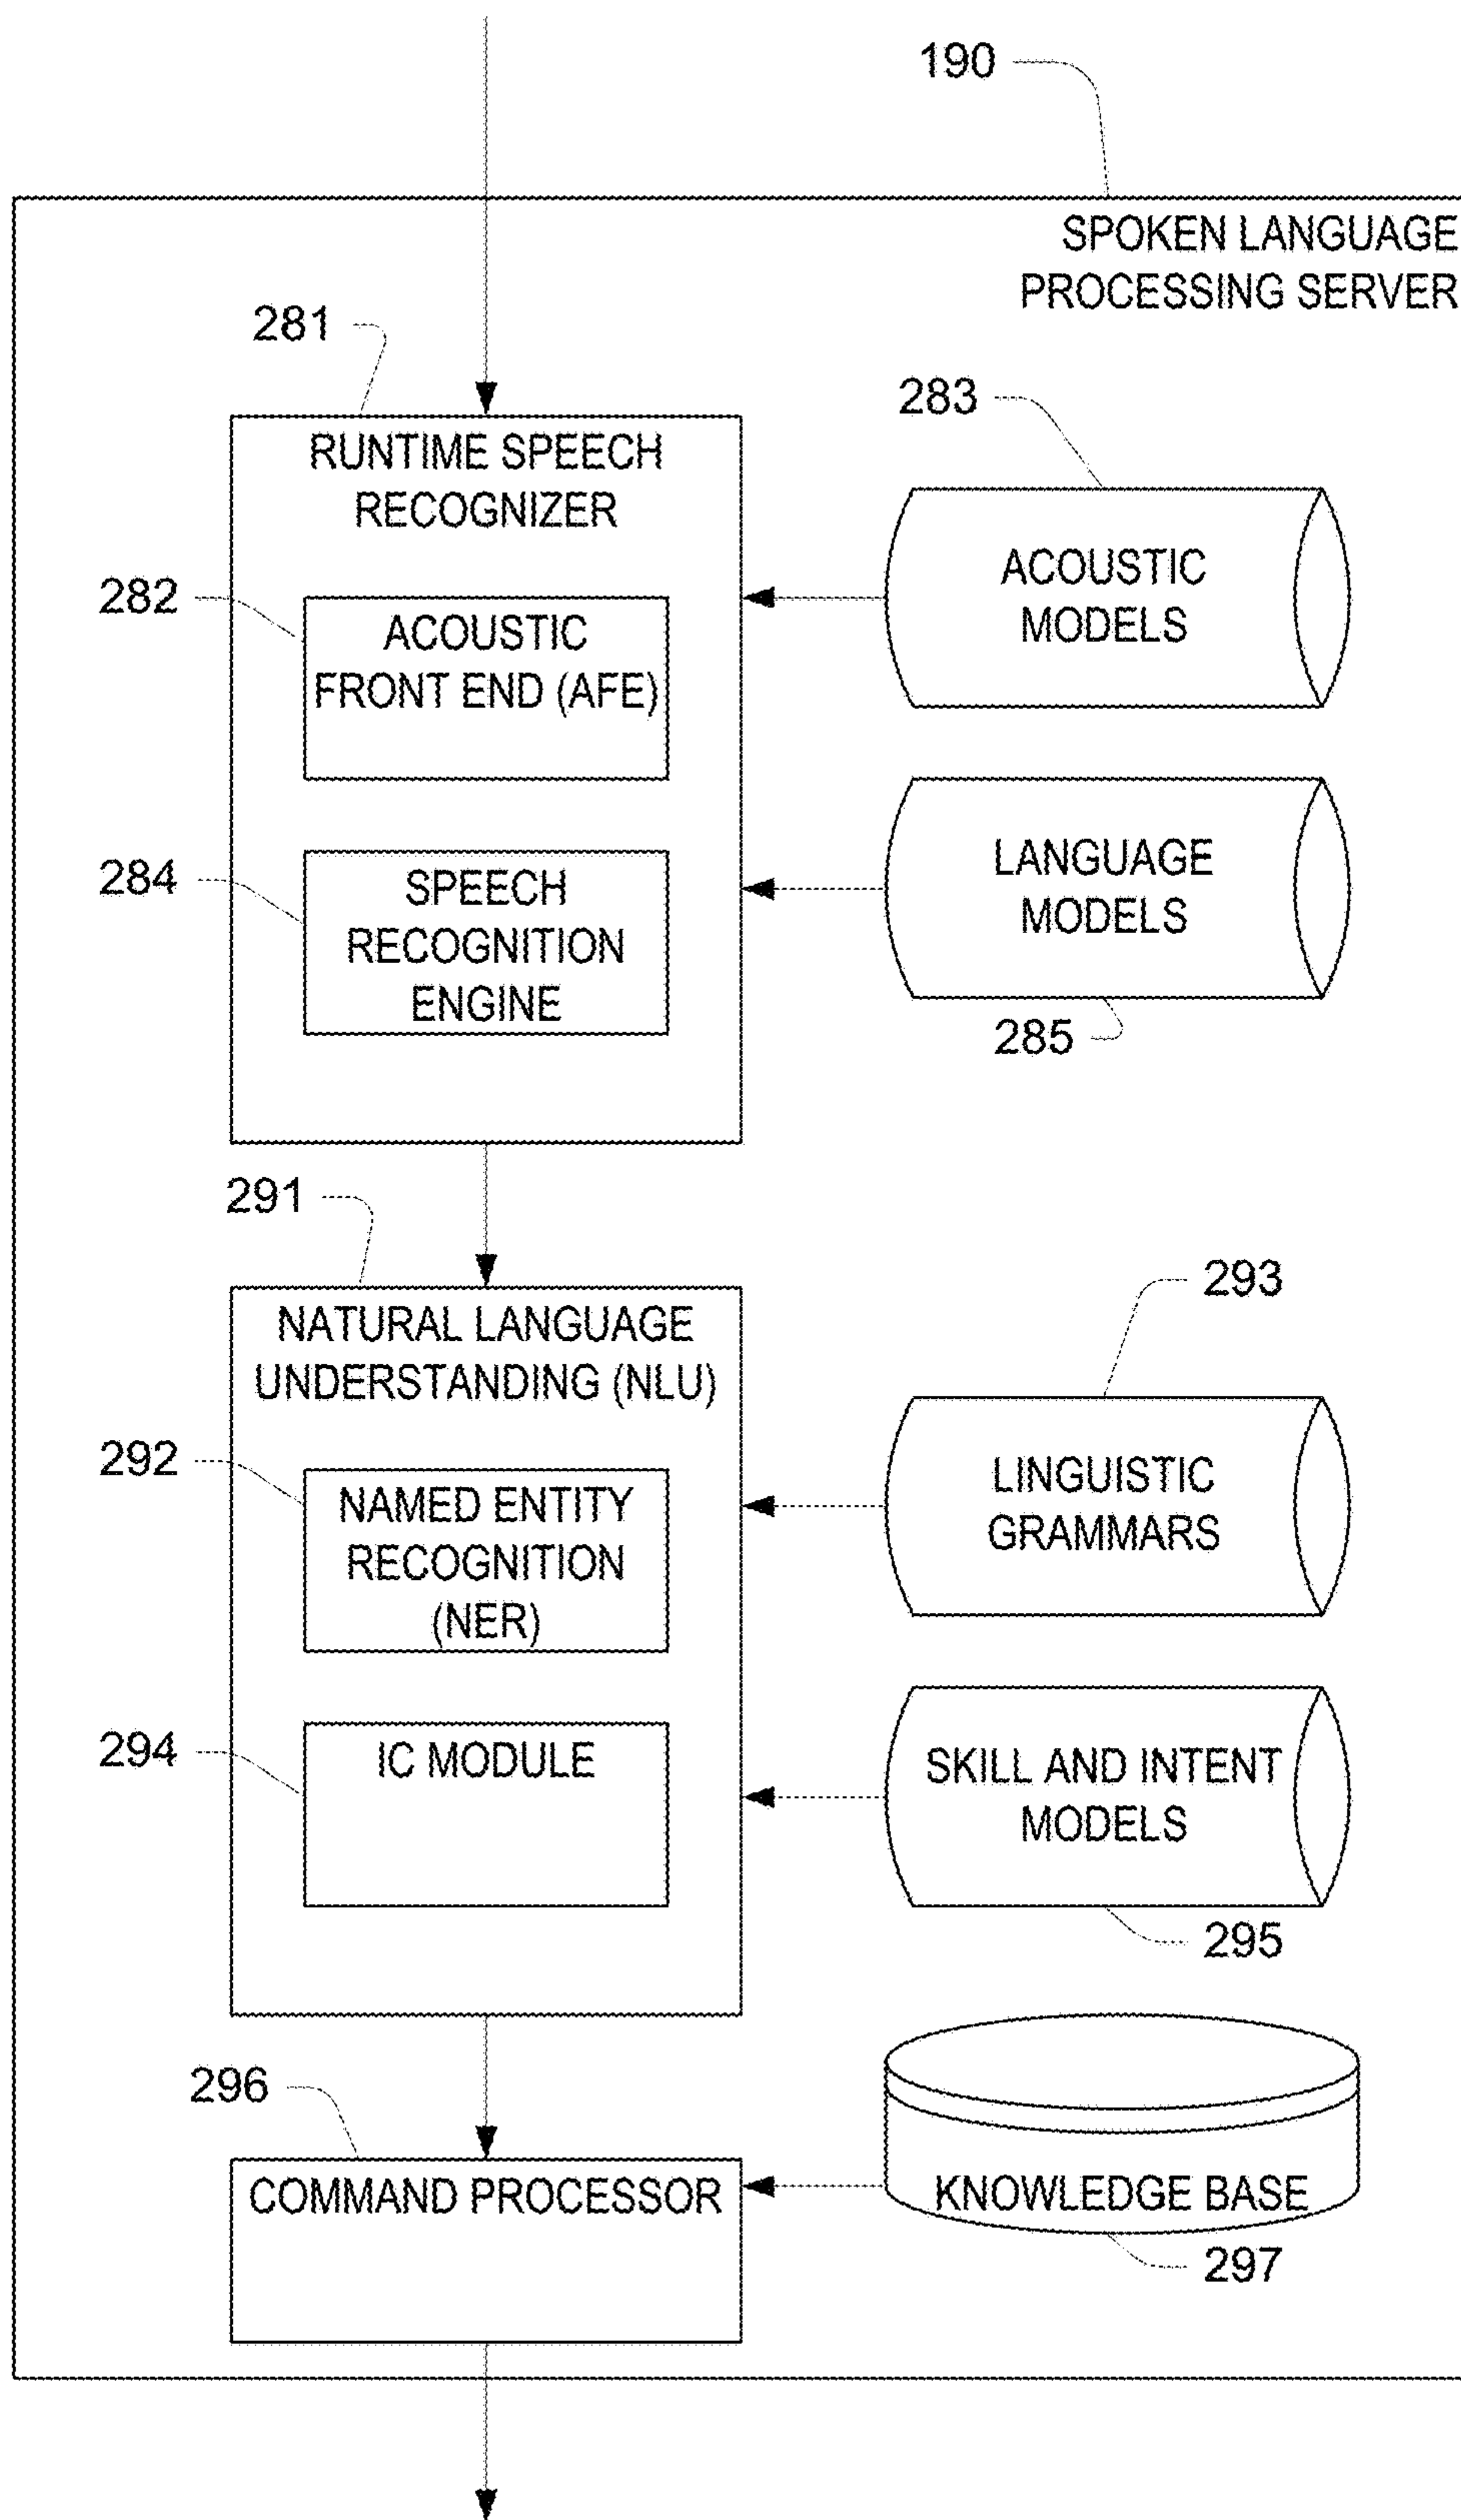 190
SPOKEN LANGUAGE
PROCESSING SERVER
281
RUNTIME SPEECH
RECOGNIZER
283
ACOUSTIC
MODELS
282
ACOUSTIC
FRONT END (AFE)
284
SPEECH
RECOGNITION
ENGINE
LANGUAGE
MODELS
285
291
NATURAL LANGUAGE
UNDERSTANDING (NLU)
293
LINGUISTIC
GRAMMARS
292
NAMED ENTITY
RECOGNITION
(NER)
294
IC MODULE
SKILL AND INTENT
MODELS
295
296
COMMAND PROCESSOR
KNOWLEDGE BASE
297